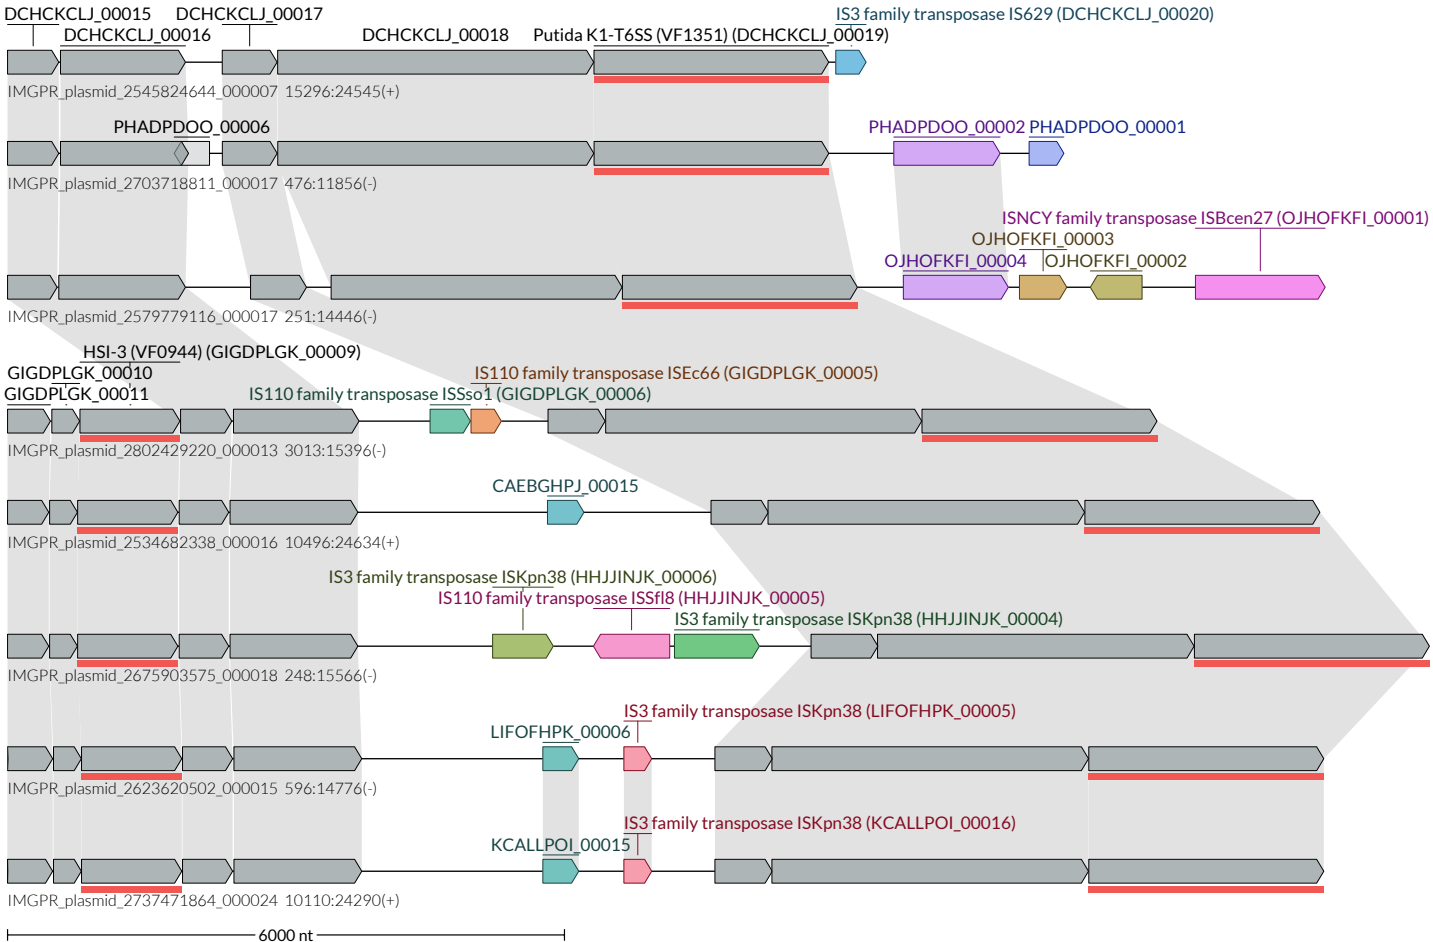 DCHCKCLJ_00015
DCHCKCLJ_00017
IS3 family transposase IS629 (DCHCKCLJ_00020)
DCHCKCLJ_00016
DCHCKCLJ_00018
Putida K1-T6SS (VF1351) (DCHCKCLJ_00019)
IMGPR_plasmid_2545824644_000007 15296:24545(+)
PHADPDOO_00006
PHADPDOO_00002
PHADPDOO_00001
IMGPR_plasmid_2703718811_000017 476:11856(-)
ISNCY family transposase ISBcen27 (OJHOFKFI_00001)
OJHOFKFI_00003
OJHOFKFI_00004
OJHOFKFI_00002
IMGPR_plasmid_2579779116_000017 251:14446(-)
HSI-3 (VF0944) (GIGDPLGK_00009)
GIGDPLGK_00010
IS110 family transposase ISEc66 (GIGDPLGK_00005)
GIGDPLGK_00011
IS110 family transposase ISSso1 (GIGDPLGK_00006)
IMGPR_plasmid_2802429220_000013 3013:15396(-)
CAEBGHPJ_00015
IMGPR_plasmid_2534682338_000016 10496:24634(+)
IS3 family transposase ISKpn38 (HHJJINJK_00006)
IS110 family transposase ISSfl8 (HHJJINJK_00005)
IS3 family transposase ISKpn38 (HHJJINJK_00004)
IMGPR_plasmid_2675903575_000018 248:15566(-)
IS3 family transposase ISKpn38 (LIFOFHPK_00005)
LIFOFHPK_00006
IMGPR_plasmid_2623620502_000015 596:14776(-)
IS3 family transposase ISKpn38 (KCALLPOI_00016)
KCALLPOI_00015
IMGPR_plasmid_2737471864_000024 10110:24290(+)
6000 nt